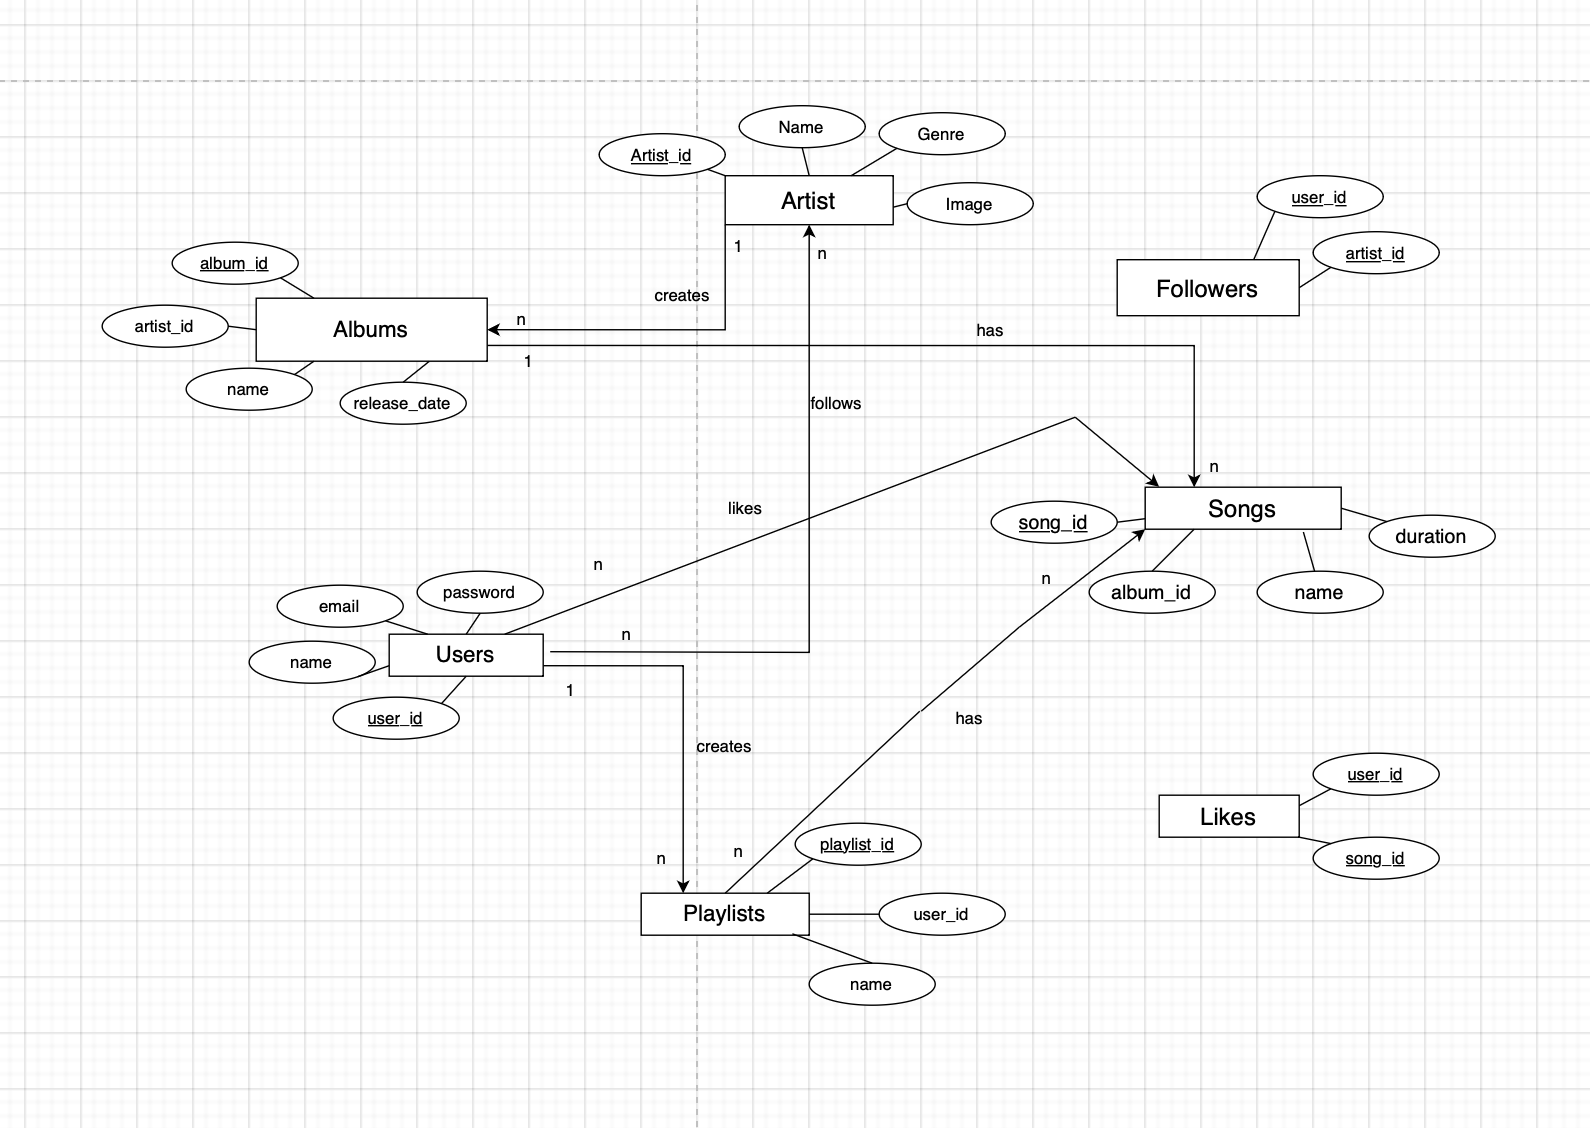 Name
Genre
Artist_id
Artist
Image
user_id
1
n
artist_id
album_id
Followers
creates
artist_id
Albums
n
has
1
name
release_date
follows
n
likes
Songs
song_id
duration
n
n
album_id
name
password
email
n
Users
name
1
user_id
has
creates
user_id
Likes
n
n
playlist_id
song_id
Playlists
user_id
name